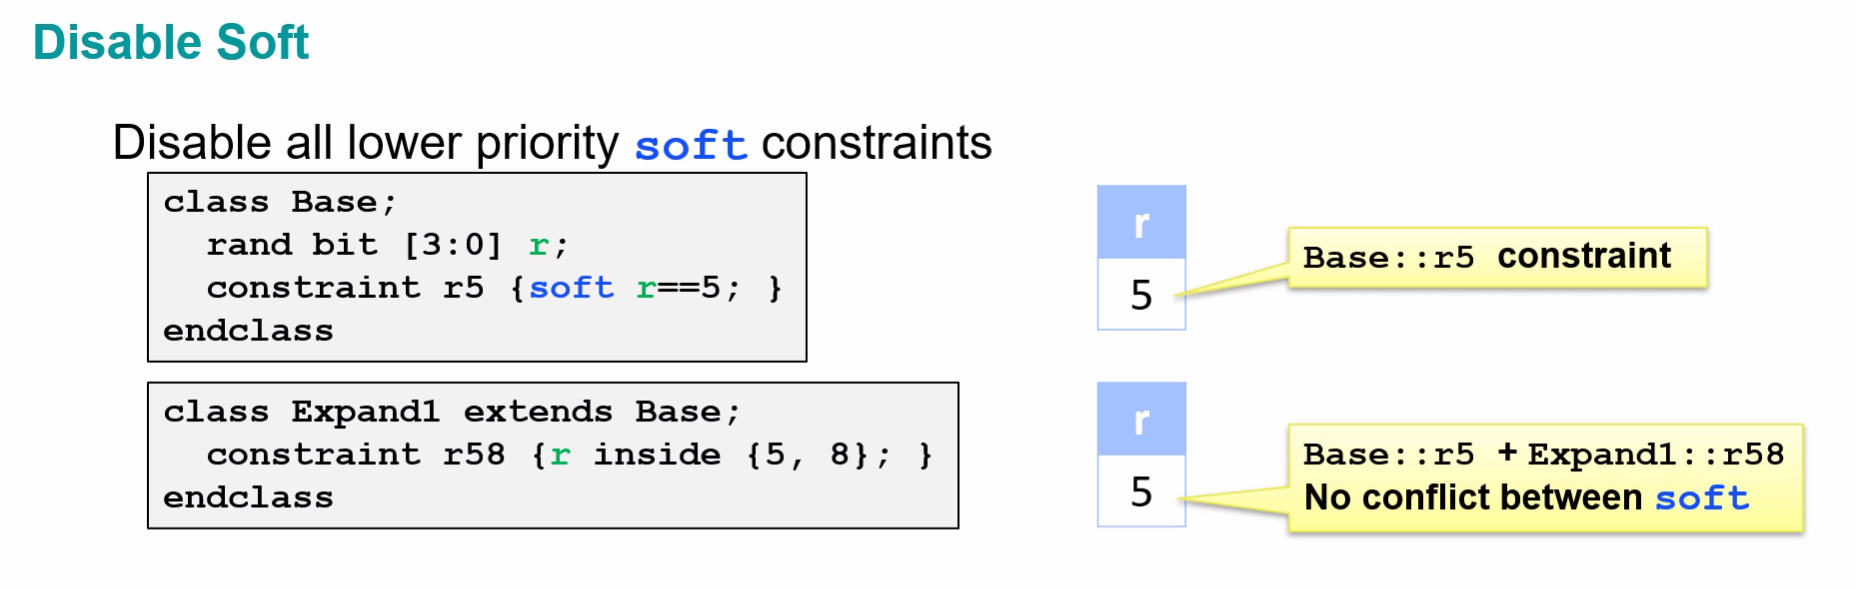 Disable Soft
Disable all lower priority soft constraints
class Base;
  rand bit [3:0] r;
  constraint r5 {soft r==5; }
endclass
r
5
Base::r5 constraint
class Expand1 extends Base;
  constraint r58 {r inside {5, 8}; }
endclass
r
5
Base::r5 + Expand1::r58
No conflict between soft